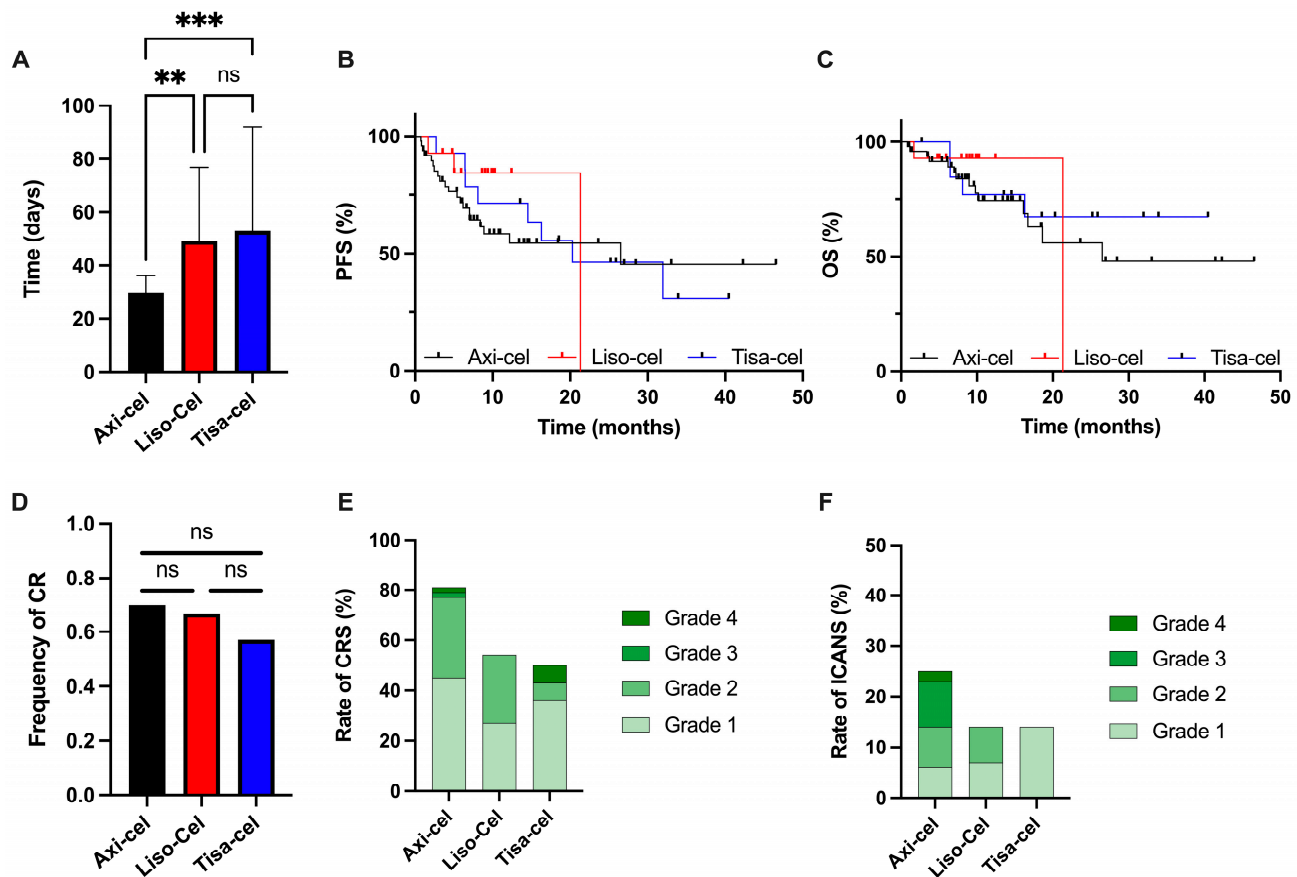 A
***
**
ns
Time (days)
100
80
60
40
20
0
Axi-cel
Liso-Cel
Tisa-cel
B
PFS (%)
100
50
0
Axi-cel
Liso-cel
Tisa-cel
0 10 20 30 40 50
Time (months)
C
OS (%)
100
50
0
Axi-cel
Liso-cel
Tisa-cel
0 10 20 30 40 50
Time (months)
D
ns
ns
ns
Frequency of CR
1.0
0.8
0.6
0.4
0.2
0.0
Axi-cel
Liso-Cel
Tisa-cel
E
Rate of CRS (%)
100
80
60
40
20
0
Axi-cel
Liso-Cel
Tisa-cel
Grade 4
Grade 3
Grade 2
Grade 1
F
Rate of ICANS (%)
50
40
30
20
10
0
Axi-cel
Liso-Cel
Tisa-cel
Grade 4
Grade 3
Grade 2
Grade 1